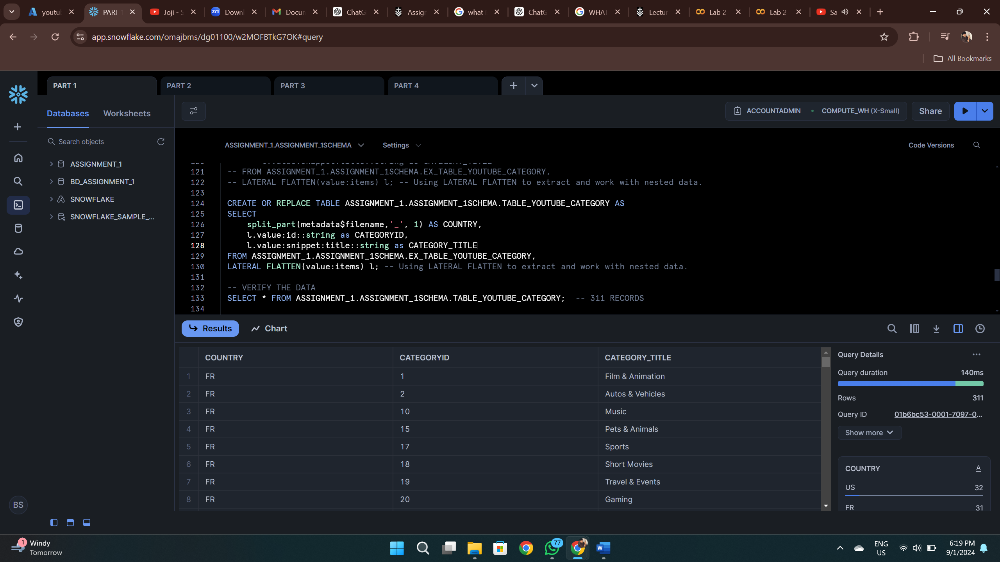 youtul
PART 1
Joji - S
Downl
Docun
ChatG
Assign
what i
ChatG
WHAT
Lectur
Lab 2
Lab 2
Sa
app.snowflake.com/omajbms/dg01100/w2MOFBTkG7OK#query
All Bookmarks
PART 1
PART 2
PART 3
PART 4
Databases
Worksheets
ACCOUNTADMIN
COMPUTE_WH (X-Small)
Share
Search objects
ASSIGNMENT_1
BD_ASSIGNMENT_1
SNOWFLAKE
SNOWFLAKE_SAMPLE_...
BS
ASSIGNMENT_1.ASSIGNMENT_1SCHEMA
Settings
Code Versions
121 -- FROM ASSIGNMENT_1.ASSIGNMENT_1SCHEMA.EX_TABLE_YOUTUBE_CATEGORY,
122 -- LATERAL FLATTEN(value:items) l; -- Using LATERAL FLATTEN to extract and work with nested data.
123
124 CREATE OR REPLACE TABLE ASSIGNMENT_1.ASSIGNMENT_1SCHEMA.TABLE_YOUTUBE_CATEGORY AS
125 SELECT
126 split_part(metadata$filename,'_', 1) AS COUNTRY,
127 l.value:id::string as CATEGORYID,
128 l.value:snippet:title::string as CATEGORY_TITLE
129 FROM ASSIGNMENT_1.ASSIGNMENT_1SCHEMA.EX_TABLE_YOUTUBE_CATEGORY,
130 LATERAL FLATTEN(value:items) l; -- Using LATERAL FLATTEN to extract and work with nested data.
131
132 -- VERIFY THE DATA
133 SELECT * FROM ASSIGNMENT_1.ASSIGNMENT_1SCHEMA.TABLE_YOUTUBE_CATEGORY; -- 311 RECORDS
134
Results
Chart
COUNTRY CATEGORYID CATEGORY_TITLE
1 FR 1 Film & Animation
2 FR 2 Autos & Vehicles
3 FR 10 Music
4 FR 15 Pets & Animals
5 FR 17 Sports
6 FR 18 Short Movies
7 FR 19 Travel & Events
8 FR 20 Gaming
Query Details
Query duration 140ms
Rows 311
Query ID 01b6bc53-0001-7097-0...
Show more
COUNTRY A
US 32
FR 31
1
Windy
Tomorrow
77
ENG
US
6:19 PM
9/1/2024